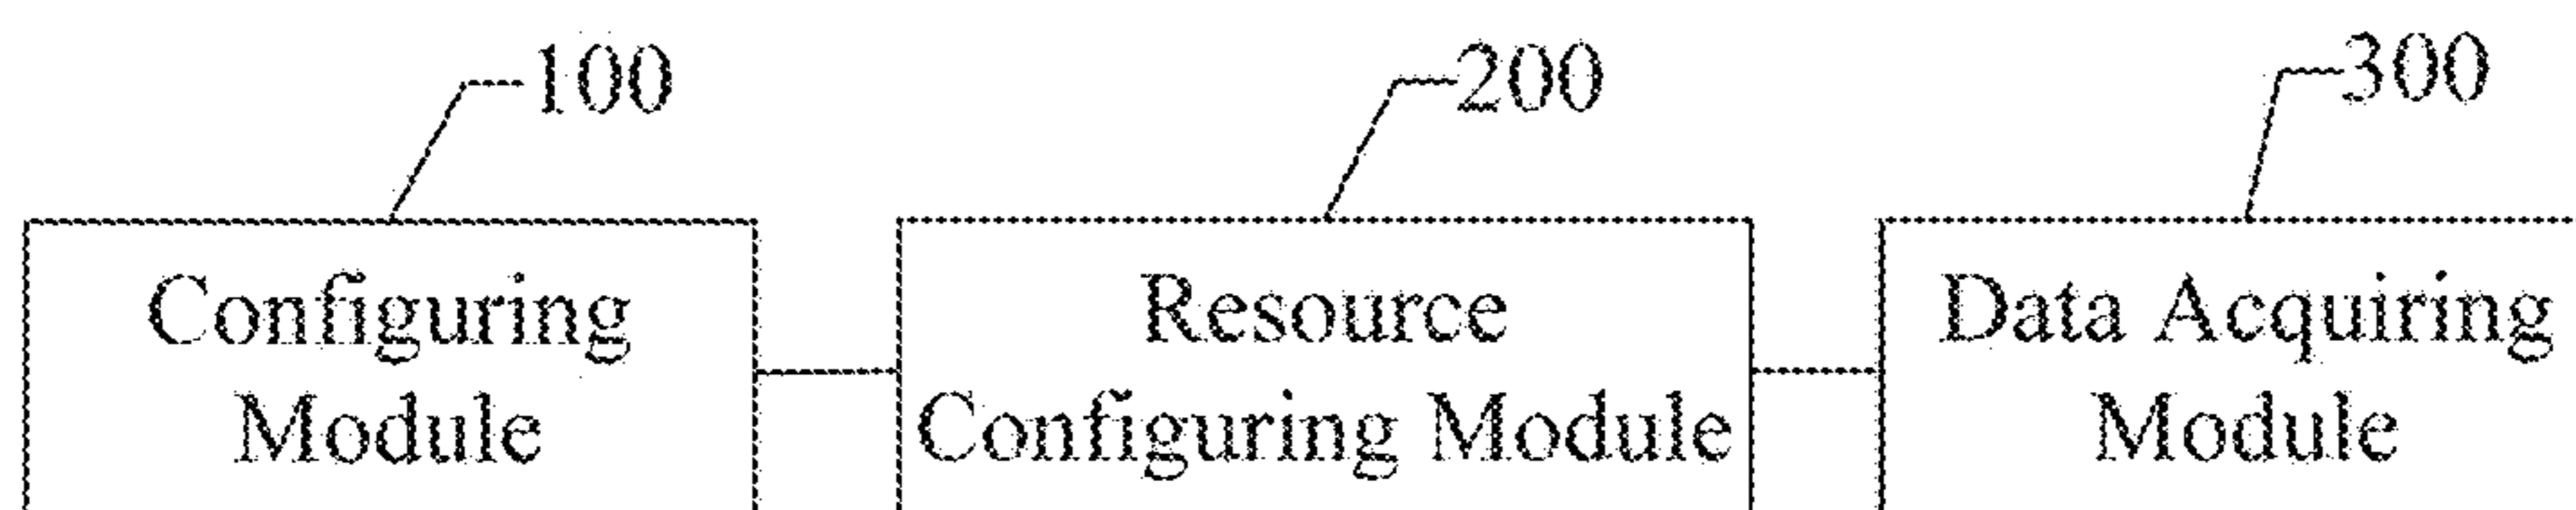 100
200
300
Configuring
Module
Resource
Configuring Module
Data Acquiring
Module